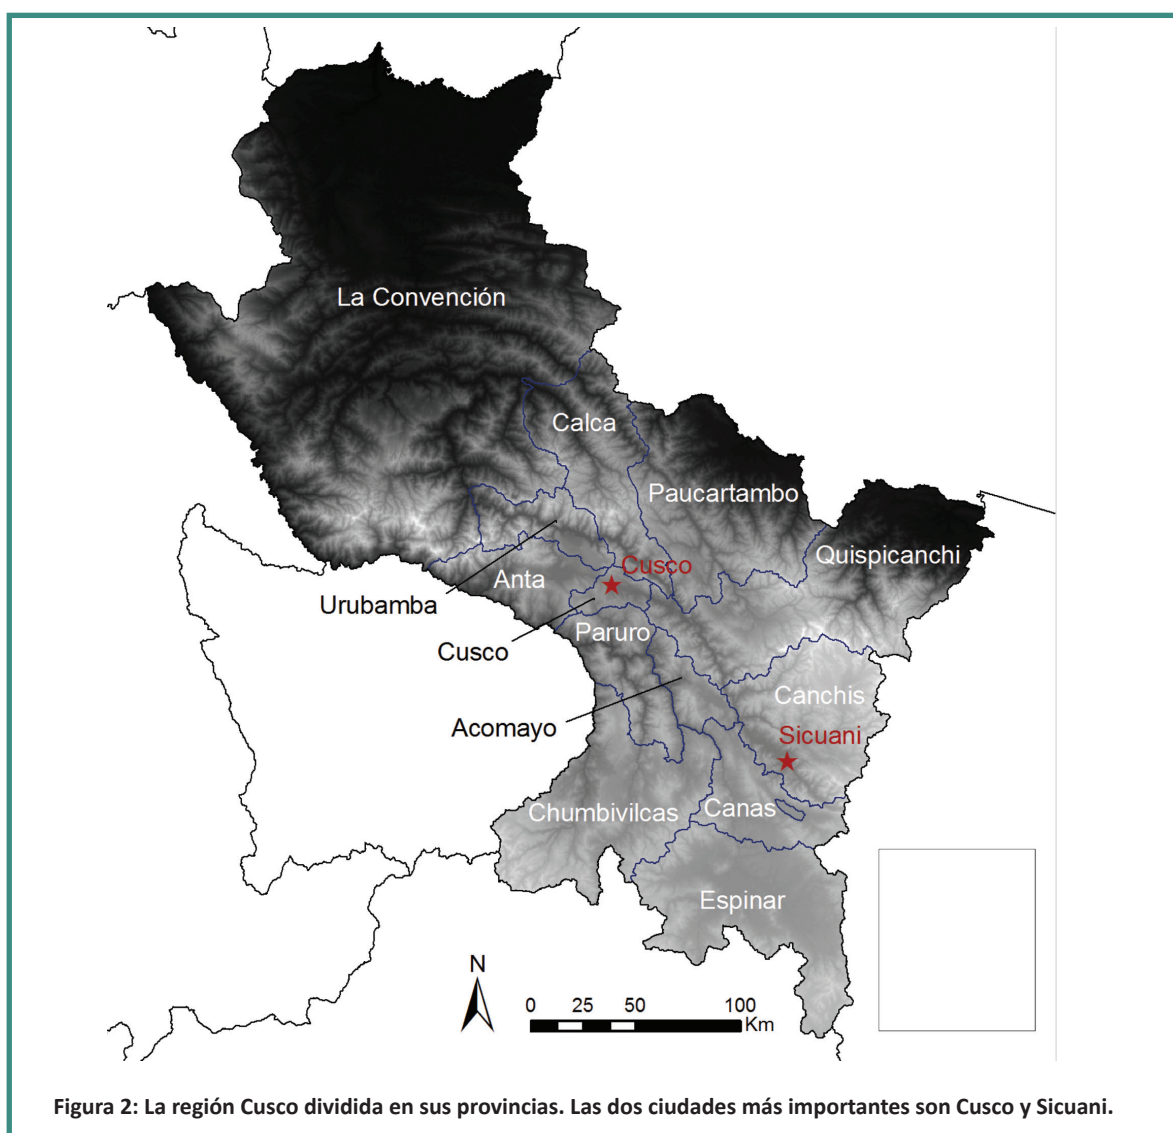 La Convención
Calca
Paucartambo
Quispicanchi
Cusco
Anta
Urubamba
Cusco
Paruro
Canchis
Acomayo
Sicuani
Chumbivilcas
Canas
Espinar
N
0 25 50 100
Km
Figura 2: La región Cusco dividida en sus provincias. Las dos ciudades más importantes son Cusco y Sicuani.